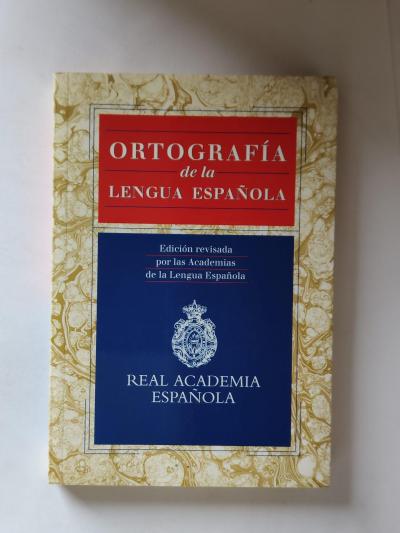 ORTOGRAFÍA
de la
LENGUA ESPAÑOLA
Edición revisada
por las Academias
de la Lengua Española
REAL ACADEMIA
ESPAÑOLA